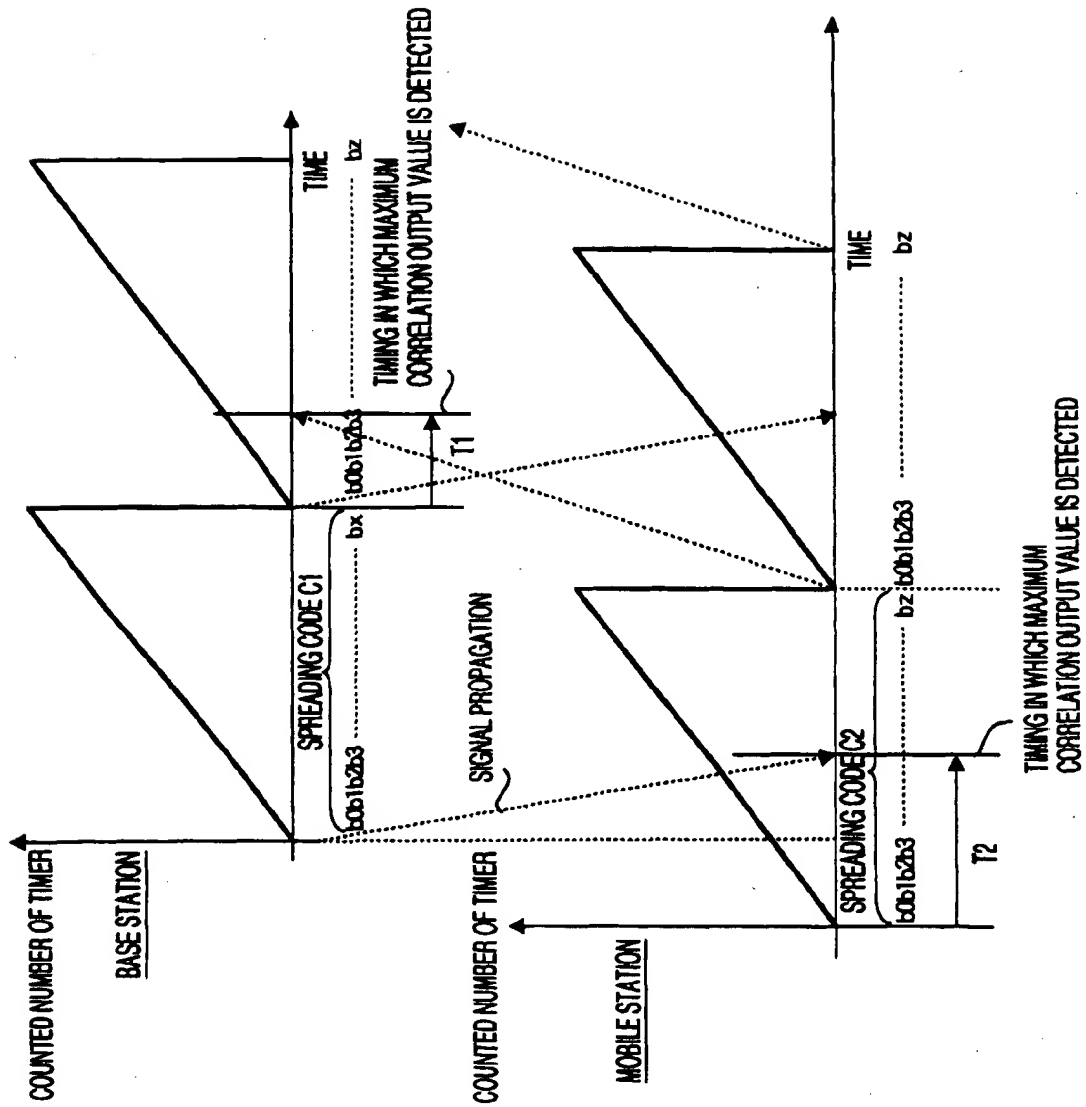 COUNTED NUMBER OF TIMER
BASE STATION
SPREADING CODE C1
b0b1b2b3 bx b0b1b2b3 bz
TIME
T1
TIMING IN WHICH MAXIMUM
CORRELATION OUTPUT VALUE IS DETECTED
SIGNAL PROPAGATION
COUNTED NUMBER OF TIMER
MOBILE STATION
SPREADING CODE C2
b0b1b2b3 bz b0b1b2b3 bz
TIME
T2
TIMING IN WHICH MAXIMUM
CORRELATION OUTPUT VALUE IS DETECTED